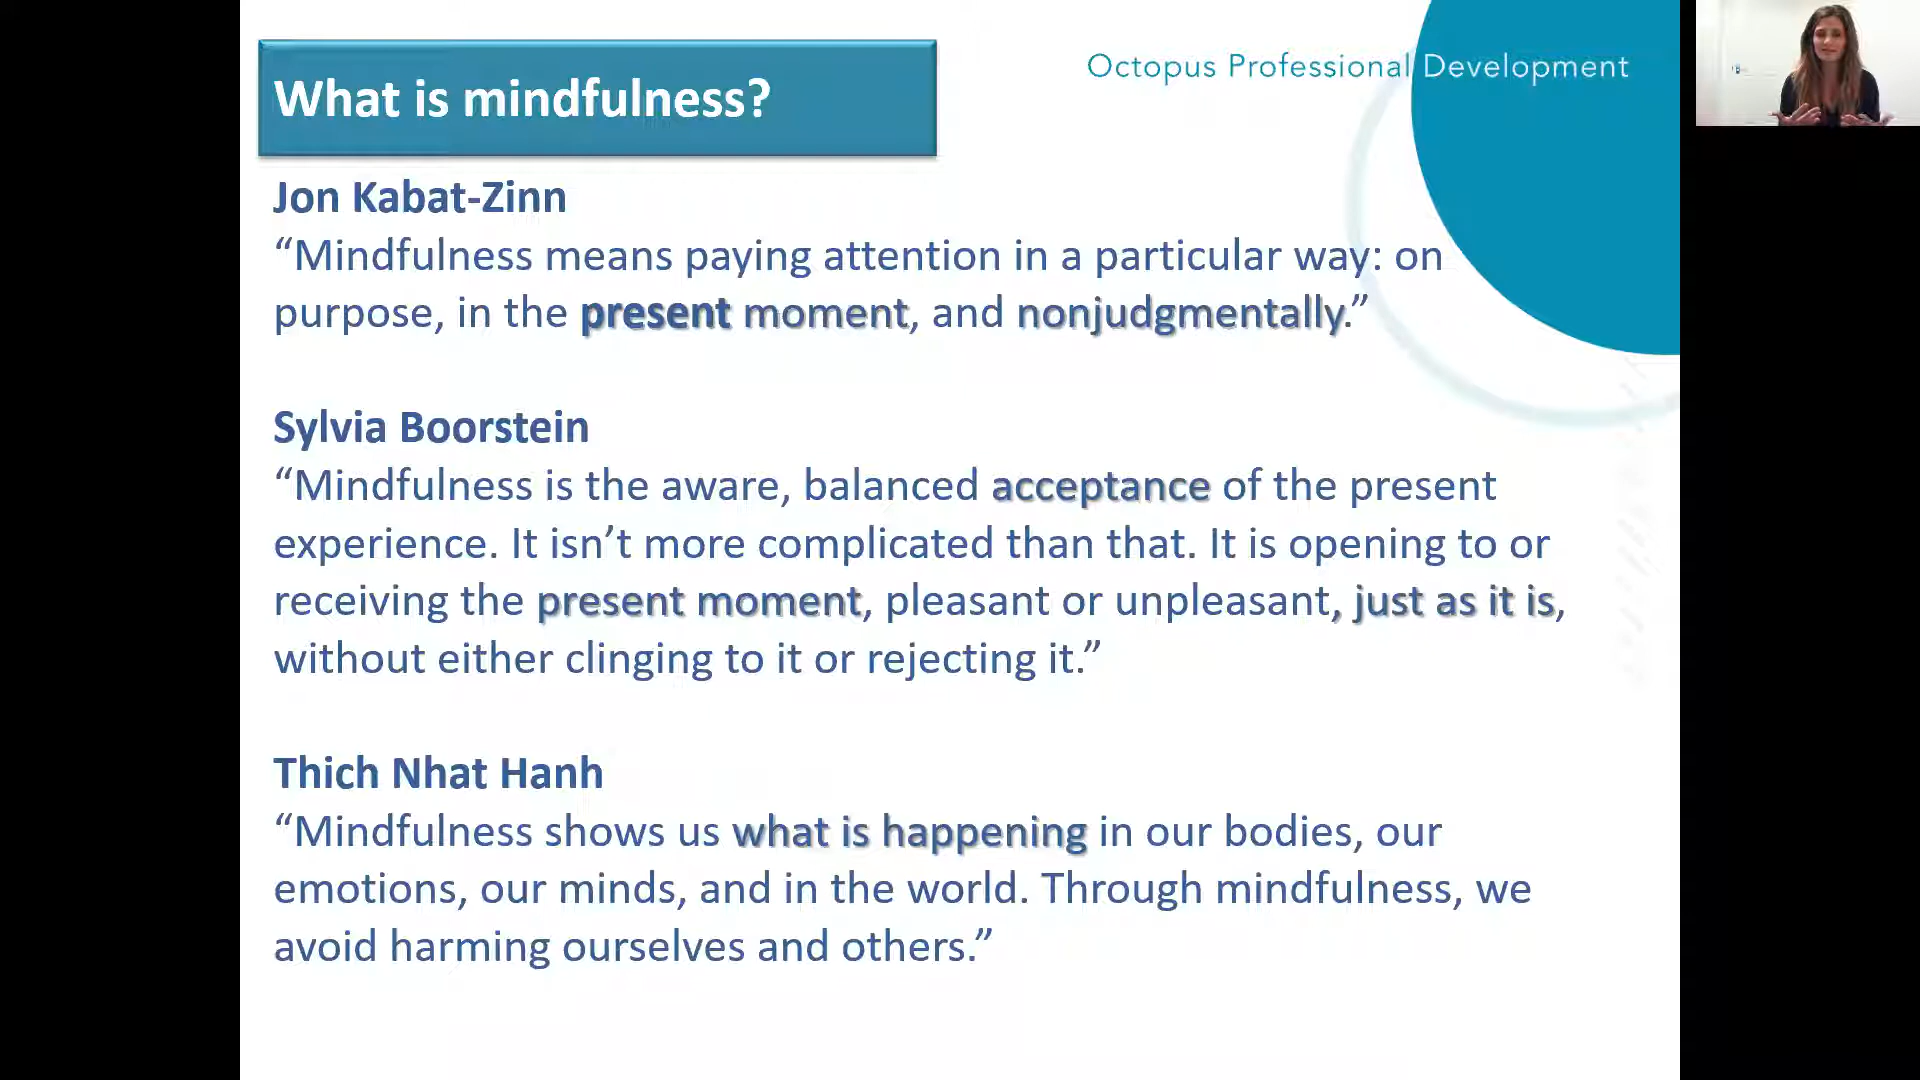 What is mindfulness?
Octopus Professional Development
Jon Kabat-Zinn
“Mindfulness means paying attention in a particular way: on
purpose, in the present moment, and nonjudgmentally.”
Sylvia Boorstein
“Mindfulness is the aware, balanced acceptance of the present
experience. It isn’t more complicated than that. It is opening to or
receiving the present moment, pleasant or unpleasant, just as it is,
without either clinging to it or rejecting it.”
Thich Nhat Hanh
“Mindfulness shows us what is happening in our bodies, our
emotions, our minds, and in the world. Through mindfulness, we
avoid harming ourselves and others.”